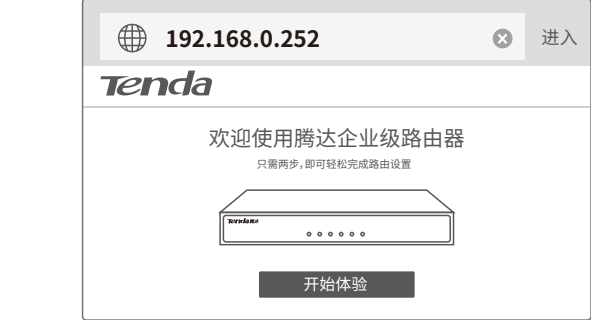 192.168.0.252 进入
Tenda
欢迎使用腾达企业级路由器
只需两步,即可轻松完成路由设置
开始体验